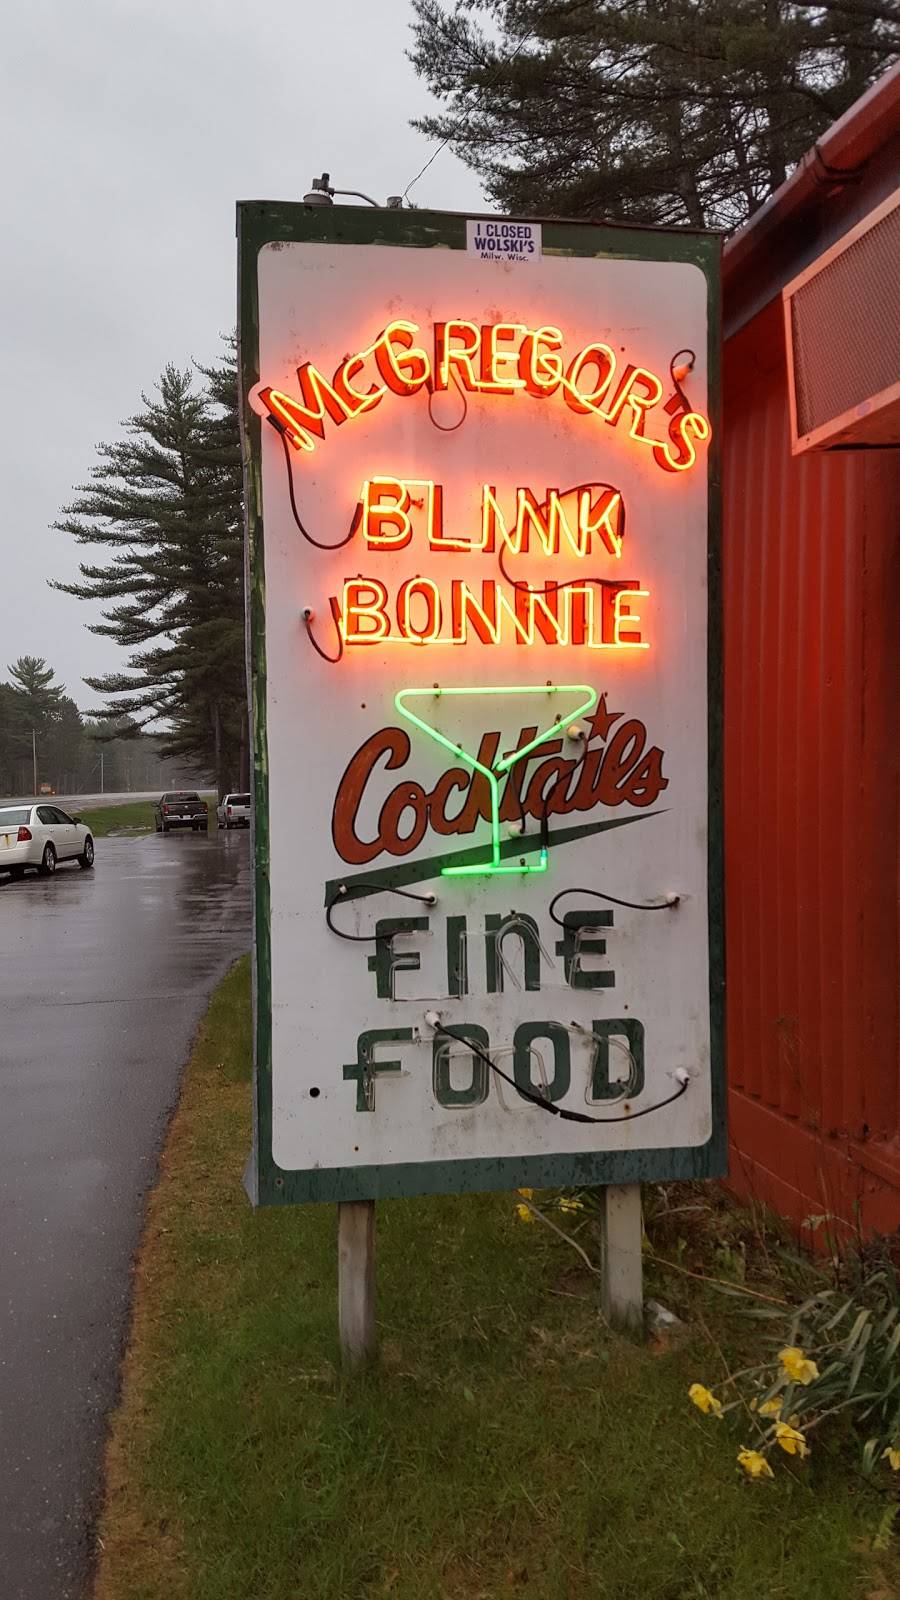 I CLOSED
WOLSKI'S
Milw. Wisc.
McGREGOR'S
BLINK
BONNIE
Cocktails
FINE
FOOD